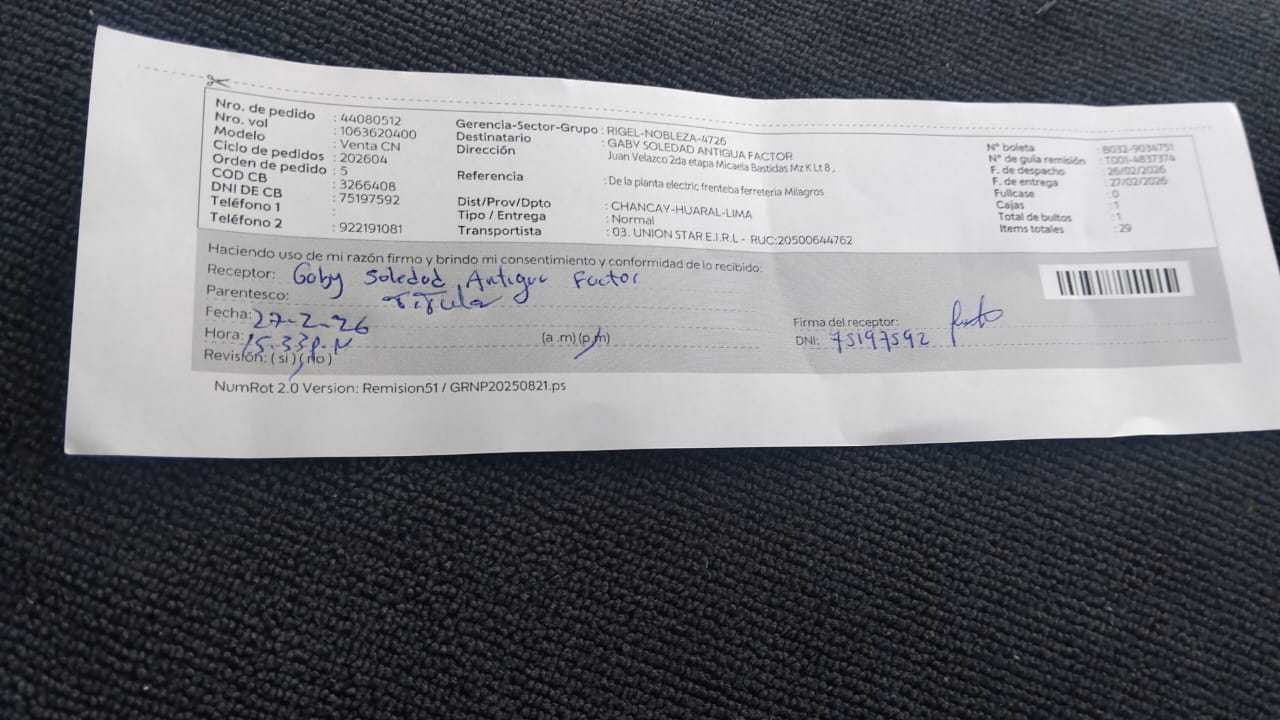 Nro. de pedido : 44080512
Nro. vol : 1063620400
Modelo : Venta CN
Ciclo de pedidos : 202604
Orden de pedido : 5
COD CB : 3266408
DNI DE CB : 75197592
Teléfono 1 :
Teléfono 2 : 922191081
Gerencia-Sector-Grupo : RIGEL-NOBLEZA-4726
Destinatario : GABY SOLEDAD ANTIGUA FACTOR
Dirección Juan Velazco 2da etapa Micaela Bastidas Mz K Lt 8 ,
Referencia : De la planta electric frenteba ferreteria Milagros
Dist/Prov/Dpto : CHANCAY-HUARAL-LIMA
Tipo / Entrega : Normal
Transportista : 03. UNION STAR E.I.R.L - RUC:20500644762
N° boleta : B032-9034751
N° de guía remisión : T001-4837374
F. de despacho : 26/02/2026
F. de entrega : 27/02/2026
Fullcase : 0
Cajas : 1
Total de bultos : 1
Items totales : 29
Haciendo uso de mi razón firmo y brindo mi consentimiento y conformidad de lo recibido:
Receptor: Gaby Soledad Antigua Factor
Parentesco: Titular
Fecha: 27-2-26
Hora: 15.33 p.m (a .m) (p.m)
Revisión: ( si ) ( no )
Firma del receptor:
DNI: 75197592
NumRot 2.0 Version: Remision51 / GRNP20250821.ps